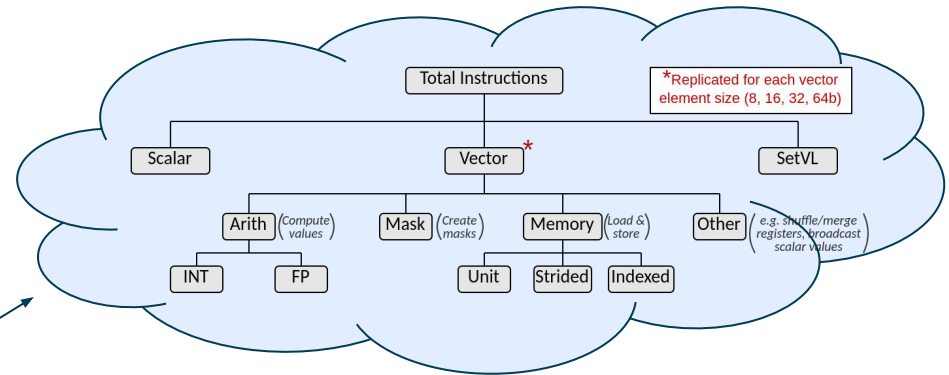 Total Instructions
*Replicated for each vector
element size (8, 16, 32, 64b)
Scalar
Vector *
SetVL
Arith (Compute
values)
Mask (Create
masks)
Memory (Load &
store)
Other (e.g. shuffle/merge
registers, broadcast
scalar values)
INT
FP
Unit
Strided
Indexed